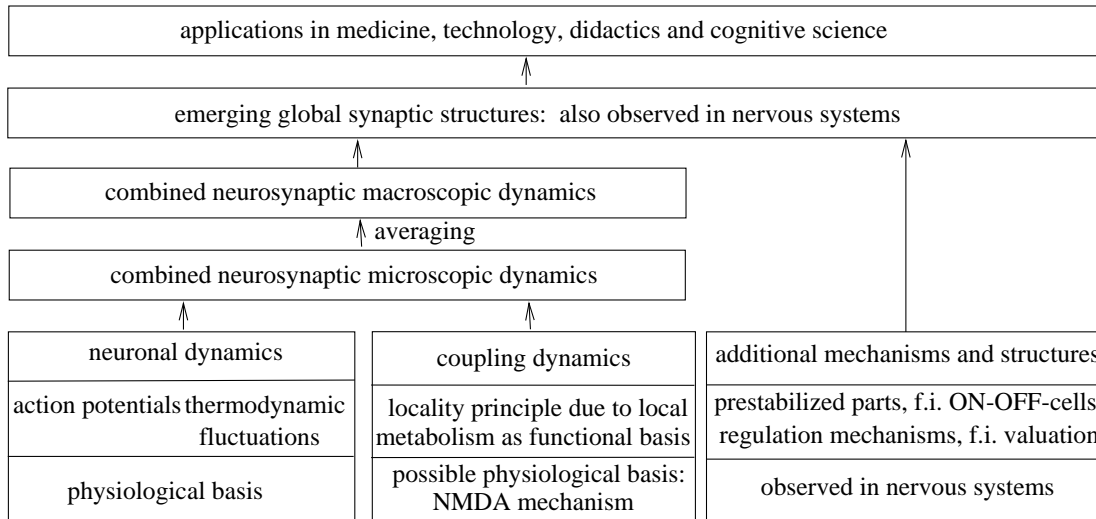 applications in medicine, technology, didactics and cognitive science
emerging global synaptic structures: also observed in nervous systems
combined neurosynaptic macroscopic dynamics
averaging
combined neurosynaptic microscopic dynamics
neuronal dynamics
action potentials thermodynamic
fluctuations
physiological basis
coupling dynamics
locality principle due to local
metabolism as functional basis
possible physiological basis:
NMDA mechanism
additional mechanisms and structures
prestabilized parts, f.i. ON-OFF-cells
regulation mechanisms, f.i. valuation
observed in nervous systems